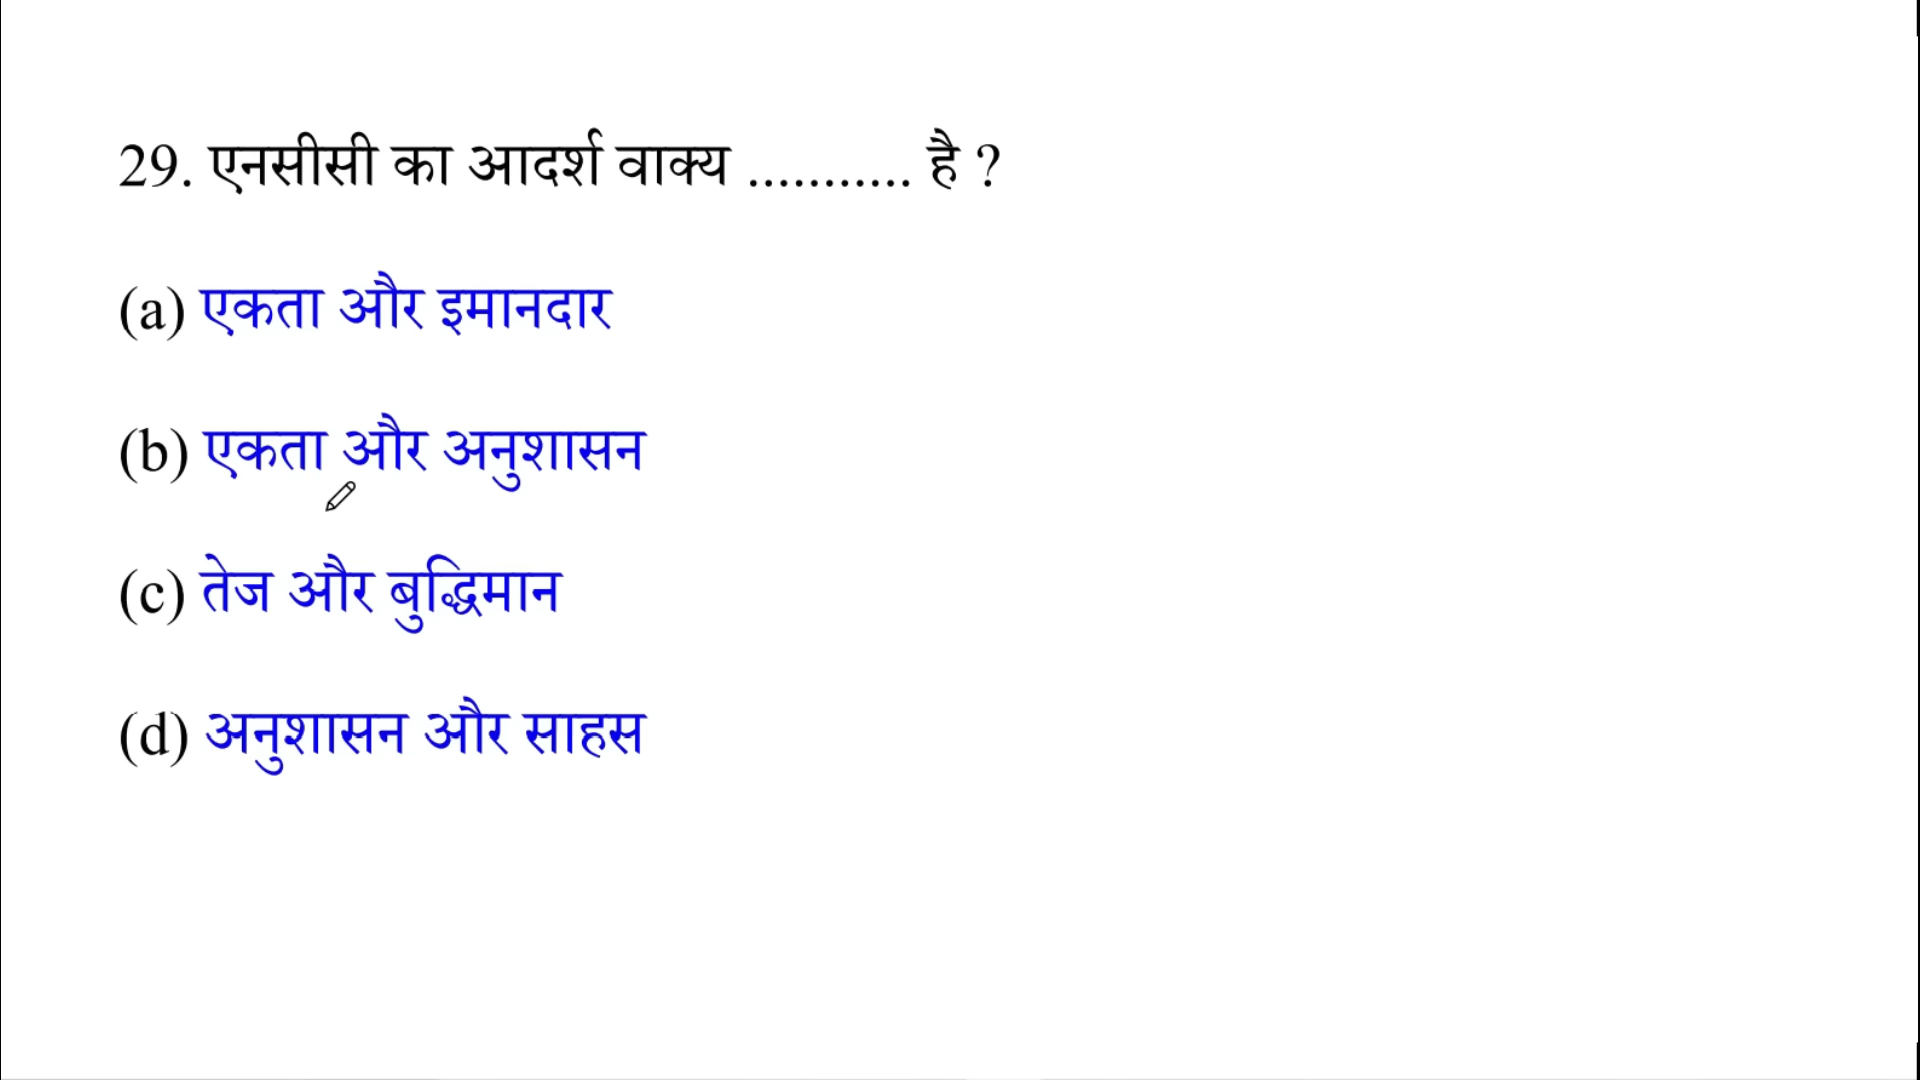 29. एनसीसी का आदर्श वाक्य ........... है ?
(a) एकता और इमानदार
(b) एकता और अनुशासन
(c) तेज और बुद्धिमान
(d) अनुशासन और साहस